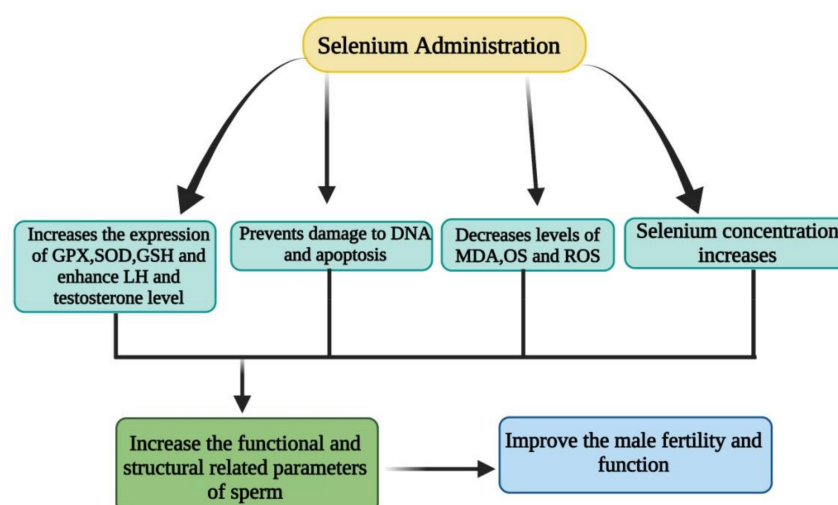 Selenium Administration
Increases the expression
of GPX,SOD,GSH and
enhance LH and
testosterone level
Prevents damage to DNA
and apoptosis
Decreases levels of
MDA,OS and ROS
Selenium concentration
increases
Increase the functional and
structural related parameters
of sperm
Improve the male fertility and
function